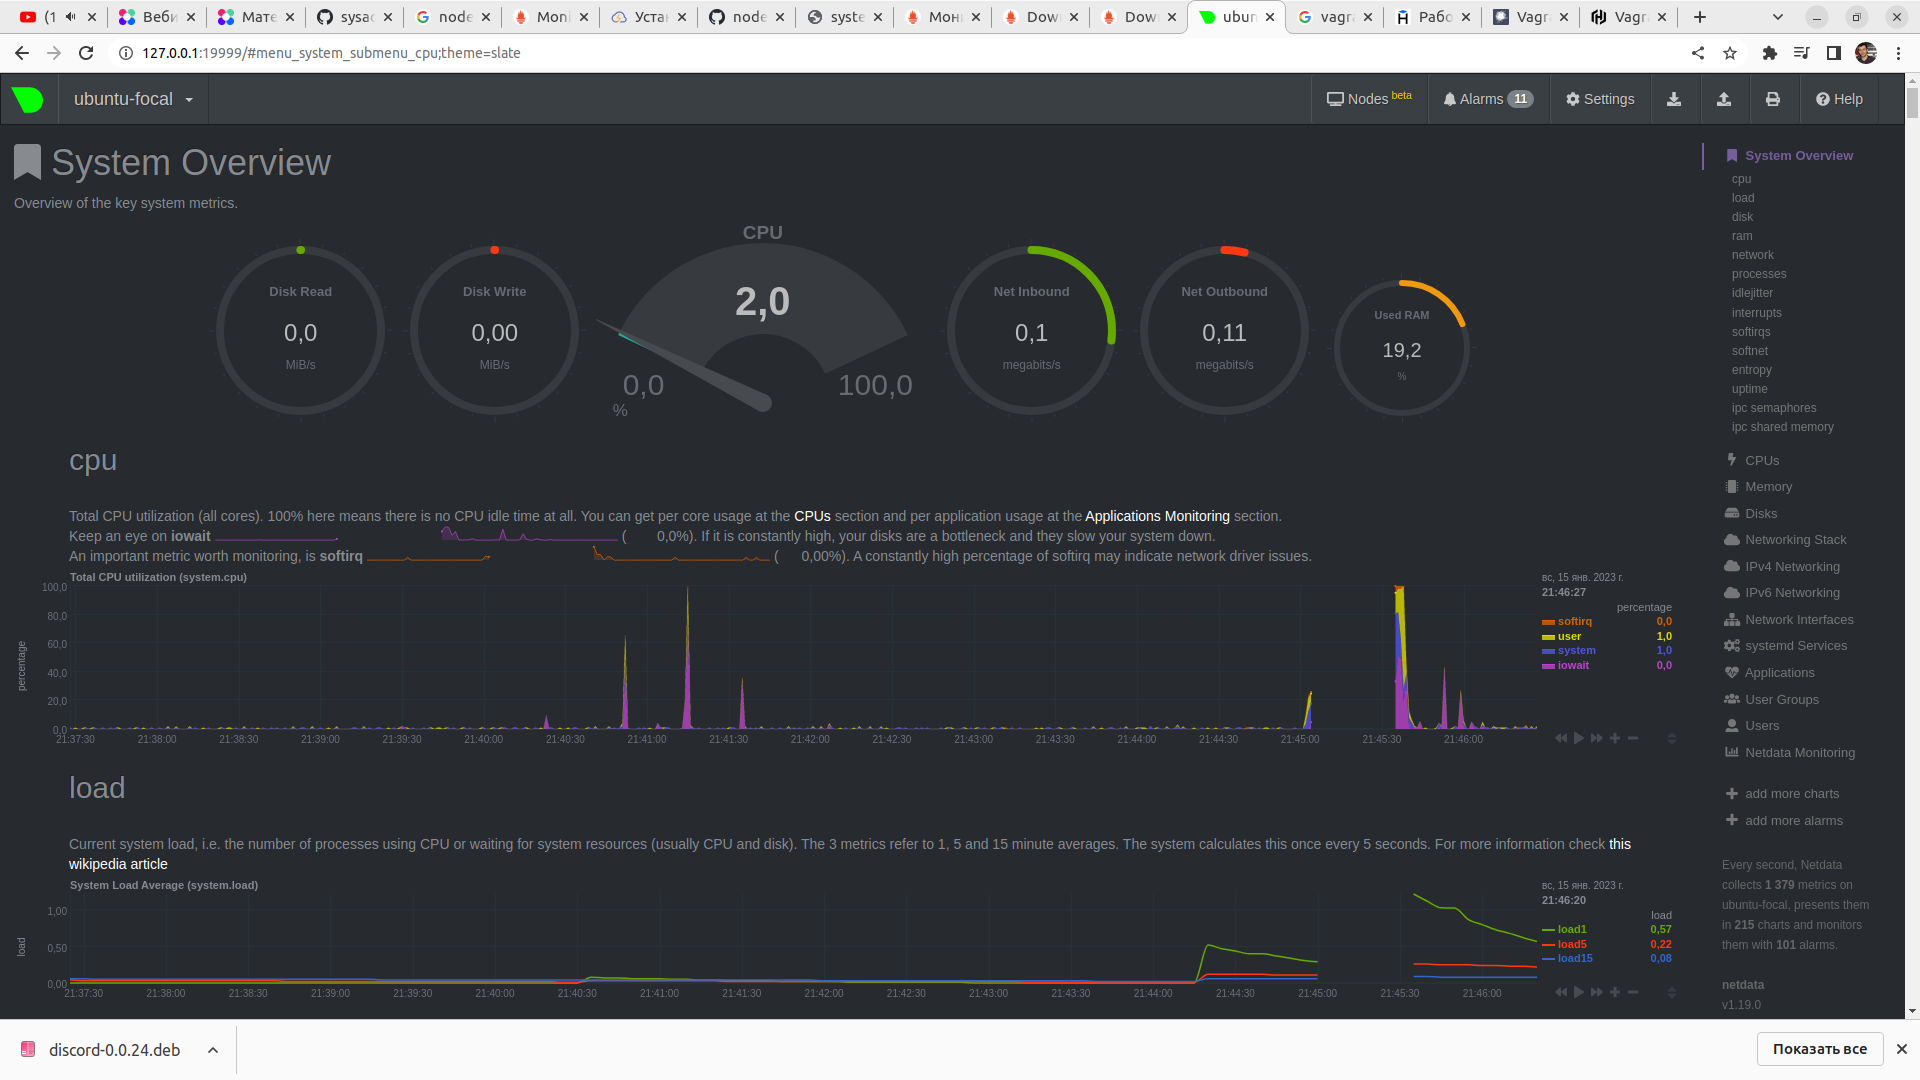 (1
Веби
Мате
sysac
node
Moni
Устан
node
syste
Мони
Dow
Dow
ubun
vagra
Рабо
Vagr
Vagr
127.0.0.1:19999/#menu_system_submenu_cpu;theme=slate
ubuntu-focal
Nodes beta
Alarms 11
Settings
Help
System Overview
Overview of the key system metrics.
Disk Read
0,0
MiB/s
Disk Write
0,00
MiB/s
CPU
2,0
0,0
100,0
%
Net Inbound
0,1
megabits/s
Net Outbound
0,11
megabits/s
Used RAM
19,2
%
cpu
Total CPU utilization (all cores). 100% here means there is no CPU idle time at all. You can get per core usage at the CPUs section and per application usage at the Applications Monitoring section.
Keep an eye on iowait ( 0,0%). If it is constantly high, your disks are a bottleneck and they slow your system down.
An important metric worth monitoring, is softirq ( 0,00%). A constantly high percentage of softirq may indicate network driver issues.
Total CPU utilization (system.cpu)
percentage
100,0
80,0
60,0
40,0
20,0
0,0
21:37:30 21:38:00 21:38:30 21:39:00 21:39:30 21:40:00 21:40:30 21:41:00 21:41:30 21:42:00 21:42:30 21:43:00 21:43:30 21:44:00 21:44:30 21:45:00 21:45:30 21:46:00
вс, 15 янв. 2023 г.
21:46:27
percentage
softirq 0,0
user 1,0
system 1,0
iowait 0,0
load
Current system load, i.e. the number of processes using CPU or waiting for system resources (usually CPU and disk). The 3 metrics refer to 1, 5 and 15 minute averages. The system calculates this once every 5 seconds. For more information check this
wikipedia article
System Load Average (system.load)
load
1,00
0,50
0,00
21:37:30 21:38:00 21:38:30 21:39:00 21:39:30 21:40:00 21:40:30 21:41:00 21:41:30 21:42:00 21:42:30 21:43:00 21:43:30 21:44:00 21:44:30 21:45:00 21:45:30 21:46:00
вс, 15 янв. 2023 г.
21:46:20
load
load1 0,57
load5 0,22
load15 0,08
System Overview
cpu
load
disk
ram
network
processes
idlejitter
interrupts
softirqs
softnet
entropy
uptime
ipc semaphores
ipc shared memory
CPUs
Memory
Disks
Networking Stack
IPv4 Networking
IPv6 Networking
Network Interfaces
systemd Services
Applications
User Groups
Users
Netdata Monitoring
add more charts
add more alarms
Every second, Netdata
collects 1 379 metrics on
ubuntu-focal, presents them
in 215 charts and monitors
them with 101 alarms.
netdata
v1.19.0
discord-0.0.24.deb
Показать все